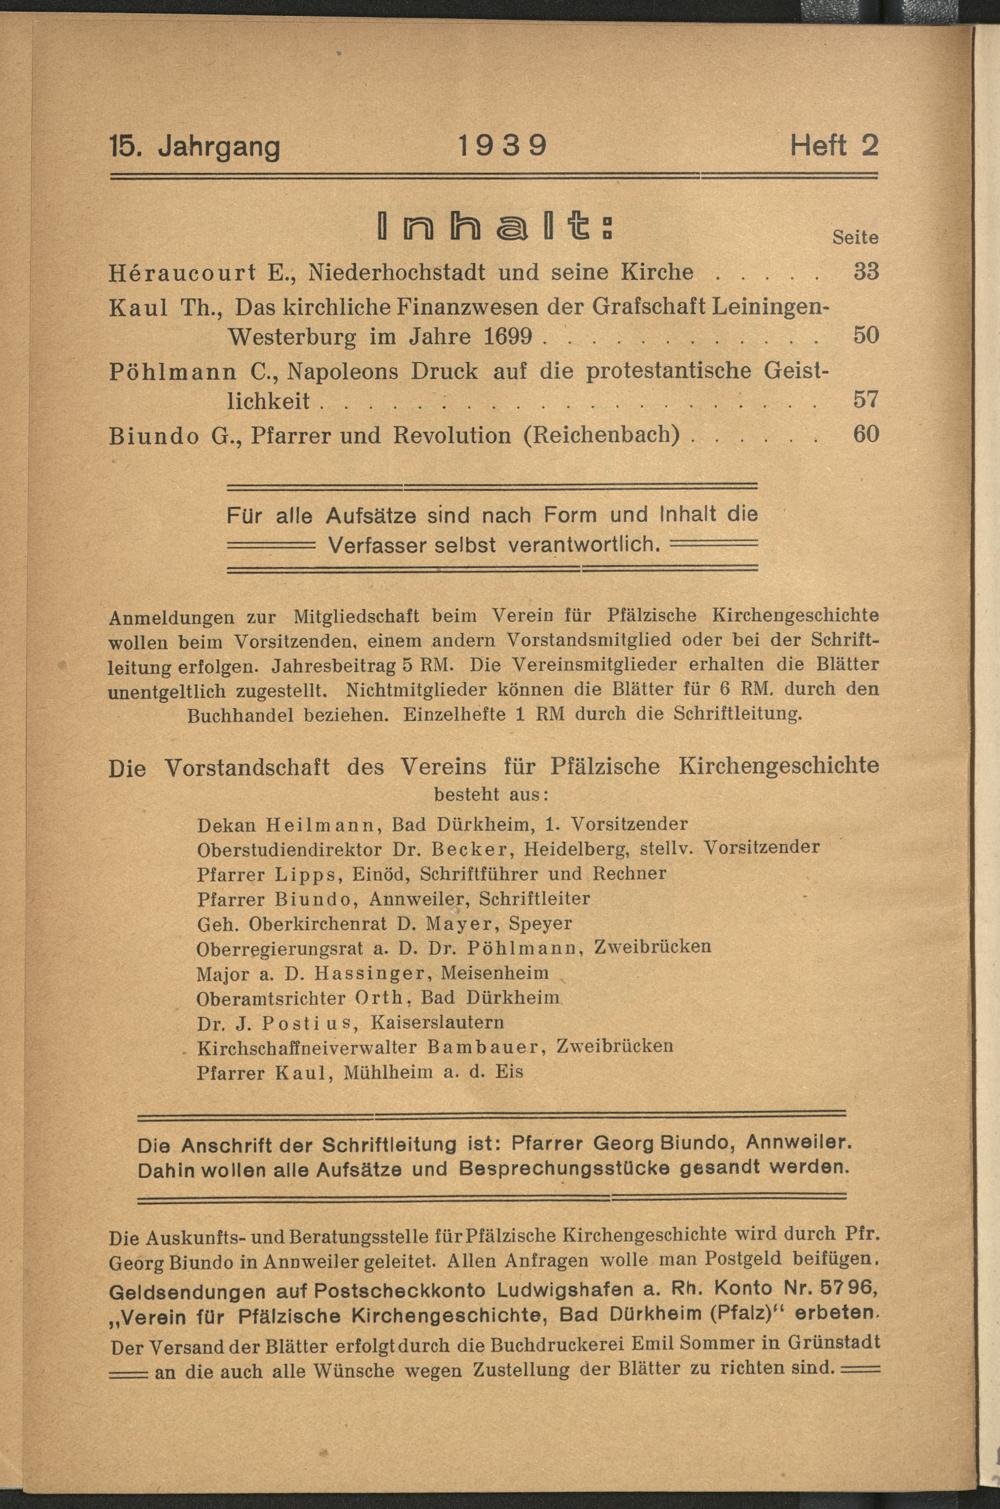 15. Jahrgang 1939 Heft 2
Inhalt:
Seite
Héraucourt E., Niederhochstadt und seine Kirche . . . . . 33
Kaul Th., Das kirchliche Finanzwesen der Grafschaft Leiningen-
Westerburg im Jahre 1699 . . . . . . . . . . . . 50
Pöhlmann C., Napoleons Druck auf die protestantische Geist-
lichkeit . . . . . . . . . . . . . . . . . . . . . 57
Biundo G., Pfarrer und Revolution (Reichenbach) . . . . . . 60
Für alle Aufsätze sind nach Form und Inhalt die
Verfasser selbst verantwortlich.
Anmeldungen zur Mitgliedschaft beim Verein für Pfälzische Kirchengeschichte
wollen beim Vorsitzenden, einem andern Vorstandsmitglied oder bei der Schrift-
leitung erfolgen. Jahresbeitrag 5 RM. Die Vereinsmitglieder erhalten die Blätter
unentgeltlich zugestellt. Nichtmitglieder können die Blätter für 6 RM. durch den
Buchhandel beziehen. Einzelhefte 1 RM durch die Schriftleitung.
Die Vorstandschaft des Vereins für Pfälzische Kirchengeschichte
besteht aus:
Dekan Heilmann, Bad Dürkheim, 1. Vorsitzender
Oberstudiendirektor Dr. Becker, Heidelberg, stellv. Vorsitzender
Pfarrer Lipps, Einöd, Schriftführer und Rechner
Pfarrer Biundo, Annweiler, Schriftleiter
Geh. Oberkirchenrat D. Mayer, Speyer
Oberregierungsrat a. D. Dr. Pöhlmann, Zweibrücken
Major a. D. Hassinger, Meisenheim
Oberamtsrichter Orth, Bad Dürkheim
Dr. J. Postius, Kaiserslautern
Kirchschaffneiverwalter Bambauer, Zweibrücken
Pfarrer Kaul, Mühlheim a. d. Eis
Die Anschrift der Schriftleitung ist: Pfarrer Georg Biundo, Annweiler.
Dahin wollen alle Aufsätze und Besprechungsstücke gesandt werden.
Die Auskunfts- und Beratungsstelle für Pfälzische Kirchengeschichte wird durch Pfr.
Georg Biundo in Annweiler geleitet. Allen Anfragen wolle man Postgeld beifügen.
Geldsendungen auf Postscheckkonto Ludwigshafen a. Rh. Konto Nr. 5796,
„Verein für Pfälzische Kirchengeschichte, Bad Dürkheim (Pfalz)“ erbeten.
Der Versand der Blätter erfolgt durch die Buchdruckerei Emil Sommer in Grünstadt
an die auch alle Wünsche wegen Zustellung der Blätter zu richten sind.